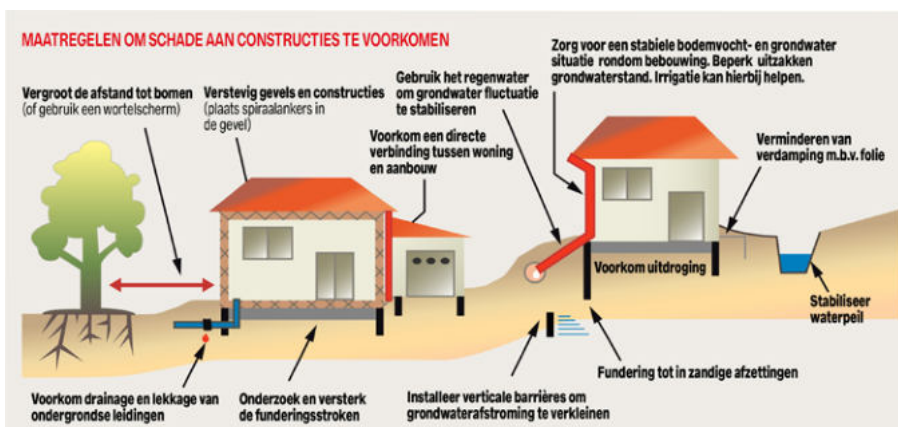 MAATREGELEN OM SCHADE AAN CONSTRUCTIES TE VOORKOMEN
Vergroot de afstand tot bomen
(of gebruik een wortelscherm)
Verstevig gevels en constructies
(plaats spiraalankers in
de gevel)
Voorkom een directe
verbinding tussen woning
en aanbouw
Gebruik het regenwater
om grondwater fluctuatie
te stabiliseren
Zorg voor een stabiele bodemvocht- en grondwater
situatie rondom bebouwing. Beperk uitzakken
grondwaterstand. Irrigatie kan hierbij helpen.
Verminderen van
verdamping m.b.v. folie
Voorkom uitdroging
Stabiliseer
waterpeil
Fundering tot in zandige afzettingen
Voorkom drainage en lekkage van
ondergrondse leidingen
Onderzoek en versterk
de funderingsstroken
Installeer verticale barrières om
grondwaterafstroming te verkleinen